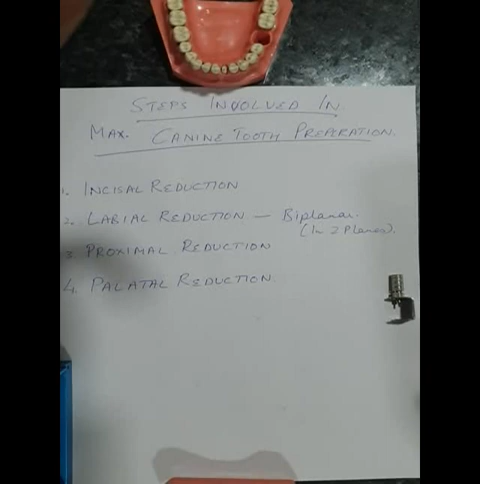 STEPS INVOLVED IN
MAX. CANINE TOOTH PREPARATION.
1. INCISAL REDUCTION
2. LABIAL REDUCTION — Biplanar.
(In 2 Planes).
3. PROXIMAL REDUCTION
4. PALATAL REDUCTION.